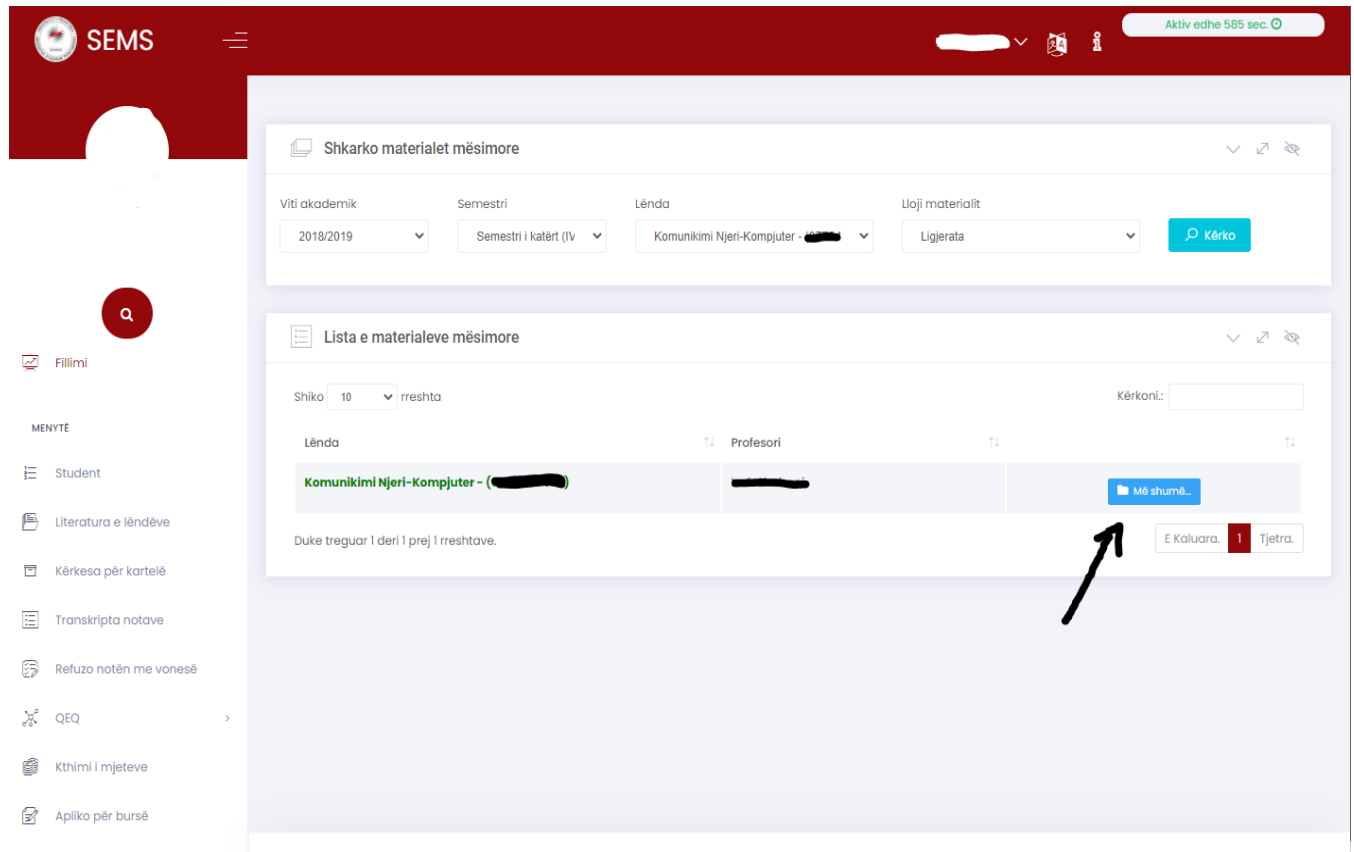 SEMS
Aktiv edhe 585 sec.
Shkarko materialet mësimore
Viti akademik Semestri Lënda Lloji materialit
2018/2019 Semestri i katërt (IV Komunikimi Njeri-Kompjuter - Ligjerata Kërko
Lista e materialeve mësimore
Fillimi
Shiko 10 rreshta Kërkoni.:
MENYTË
Lënda Profesori
Student
Komunikimi Njeri-Kompjuter - ( ) Më shumë...
Literatura e lëndëve
Duke treguar 1 deri 1 prej 1 rreshtave. E Kaluara. 1 Tjetra.
Kërkesa për kartelë
Transkripta notave
Refuzo notën me vonesë
QEQ
Kthimi i mjeteve
Apliko për bursë